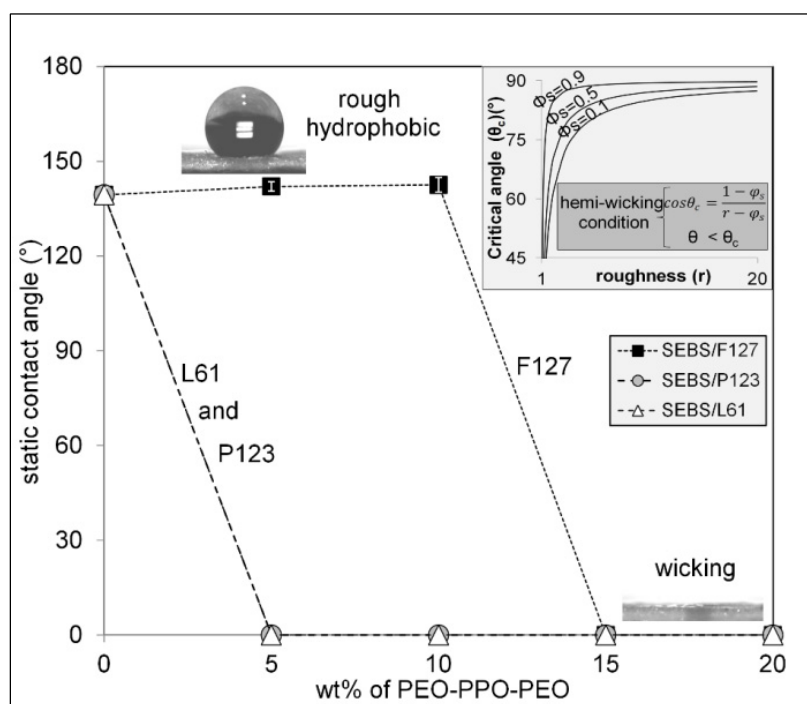 180
150
120
90
60
30
0
static contact angle (°)
0
5
10
15
20
wt% of PEO-PPO-PEO
rough
hydrophobic
L61
and
P123
F127
wicking
SEBS/F127
SEBS/P123
SEBS/L61
90
75
60
45
Critical angle (θc)(°)
1
20
roughness (r)
Φs=0.9
Φs=0.5
Φs=0.1
hemi-wicking
condition
cosθc = (1 − φs)/(r − φs)
θ < θc